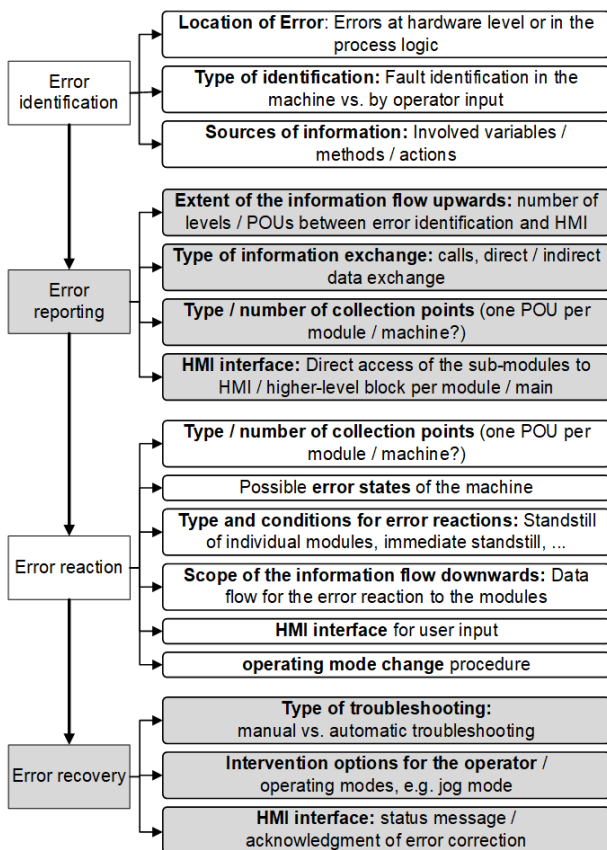 Error
identification
Location of Error: Errors at hardware level or in
the process logic
Type of identification: Fault identification in the
machine vs. by operator input
Sources of information: Involved variables /
methods / actions
Error
reporting
Extent of the information flow upwards: number of
levels / POUs between error identification and HMI
Type of information exchange: calls, direct / indirect
data exchange
Type / number of collection points (one POU per
module / machine?)
HMI interface: Direct access of the sub-modules to
HMI / higher-level block per module / main
Error reaction
Type / number of collection points (one POU per
module / machine?)
Possible error states of the machine
Type and conditions for error reactions: Standstill
of individual modules, immediate standstill, ...
Scope of the information flow downwards: Data
flow for the error reaction to the modules
HMI interface for user input
operating mode change procedure
Error recovery
Type of troubleshooting:
manual vs. automatic troubleshooting
Intervention options for the operator /
operating modes, e.g. jog mode
HMI interface: status message /
acknowledgment of error correction